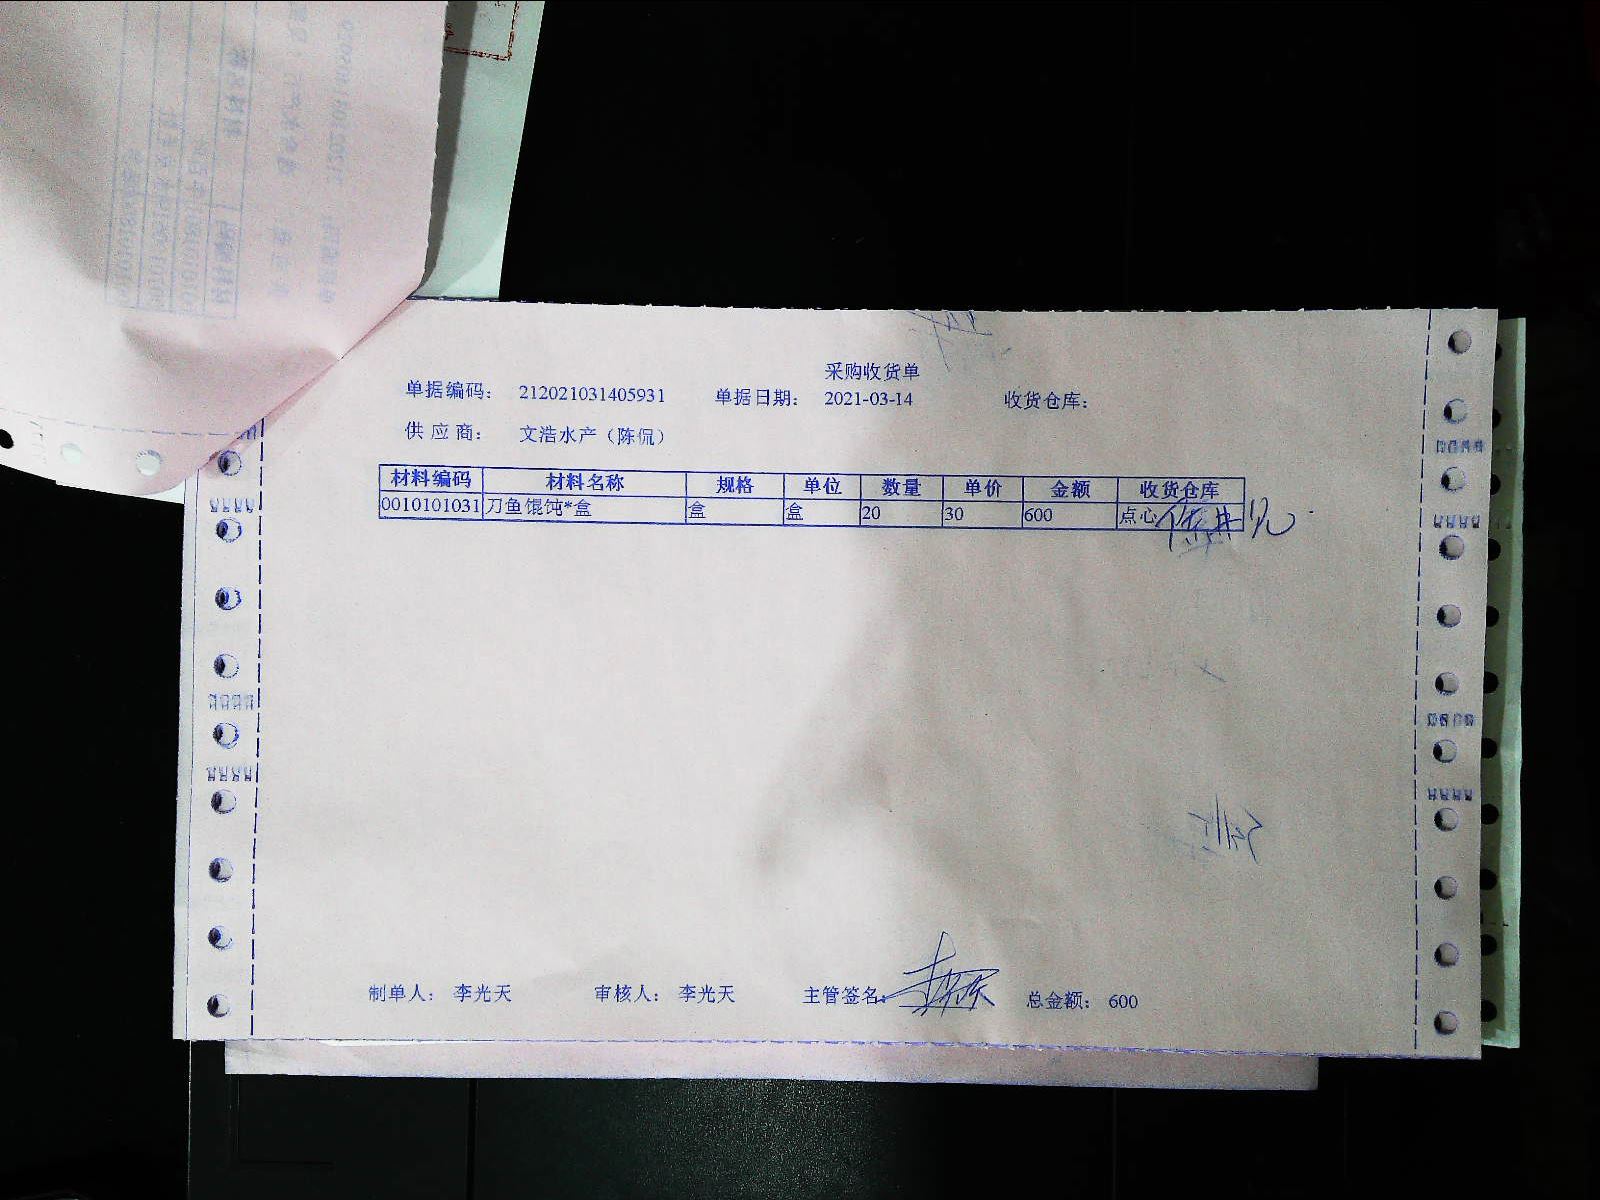 采购收货单
单据编码: 212021031405931 单据日期: 2021-03-14 收货仓库:
供 应 商: 文浩水产（陈侃）
材料编码 材料名称 规格 单位 数量 单价 金额 收货仓库
0010101031 刀鱼馄饨*盒 盒 盒 20 30 600 点心
制单人: 李光天 审核人: 李光天 主管签名: 总金额: 600